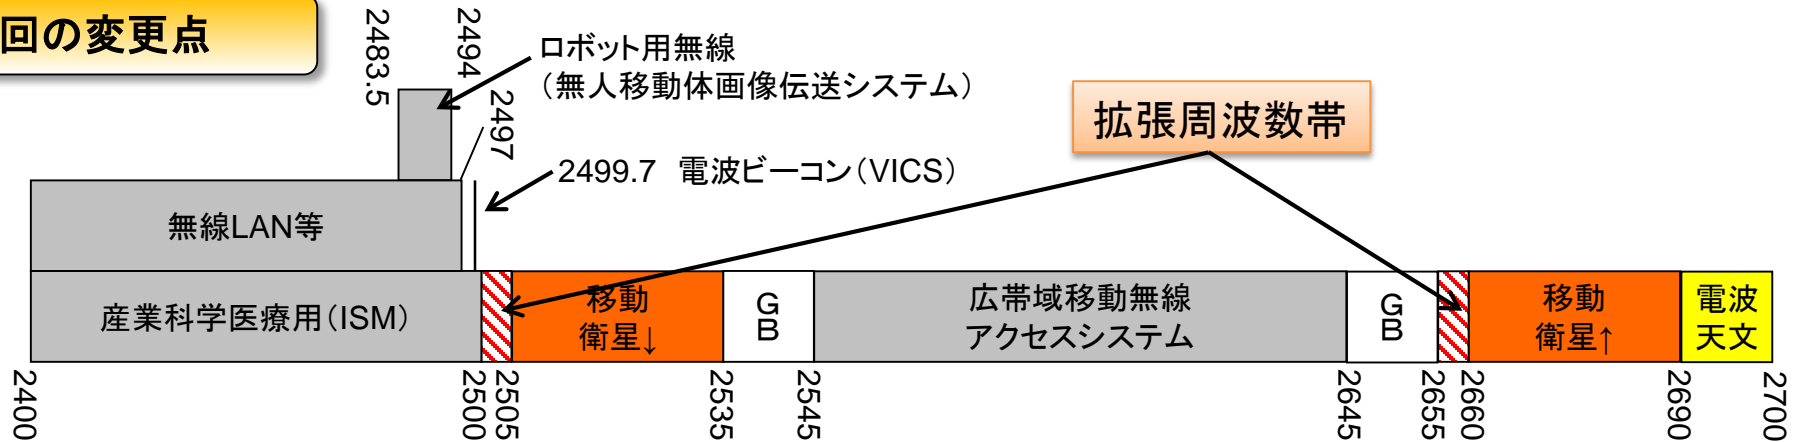 回の変更点
2483.5
2494
2497
ロボット用無線
（無人移動体画像伝送システム）
2499.7 電波ビーコン（VICS）
拡張周波数帯
無線LAN等
産業科学医療用（ISM）
移動
衛星↓
GB
広帯域移動無線
アクセスシステム
GB
移動
衛星↑
電波
天文
2400
2500
2505
2535
2545
2645
2655
2660
2690
2700